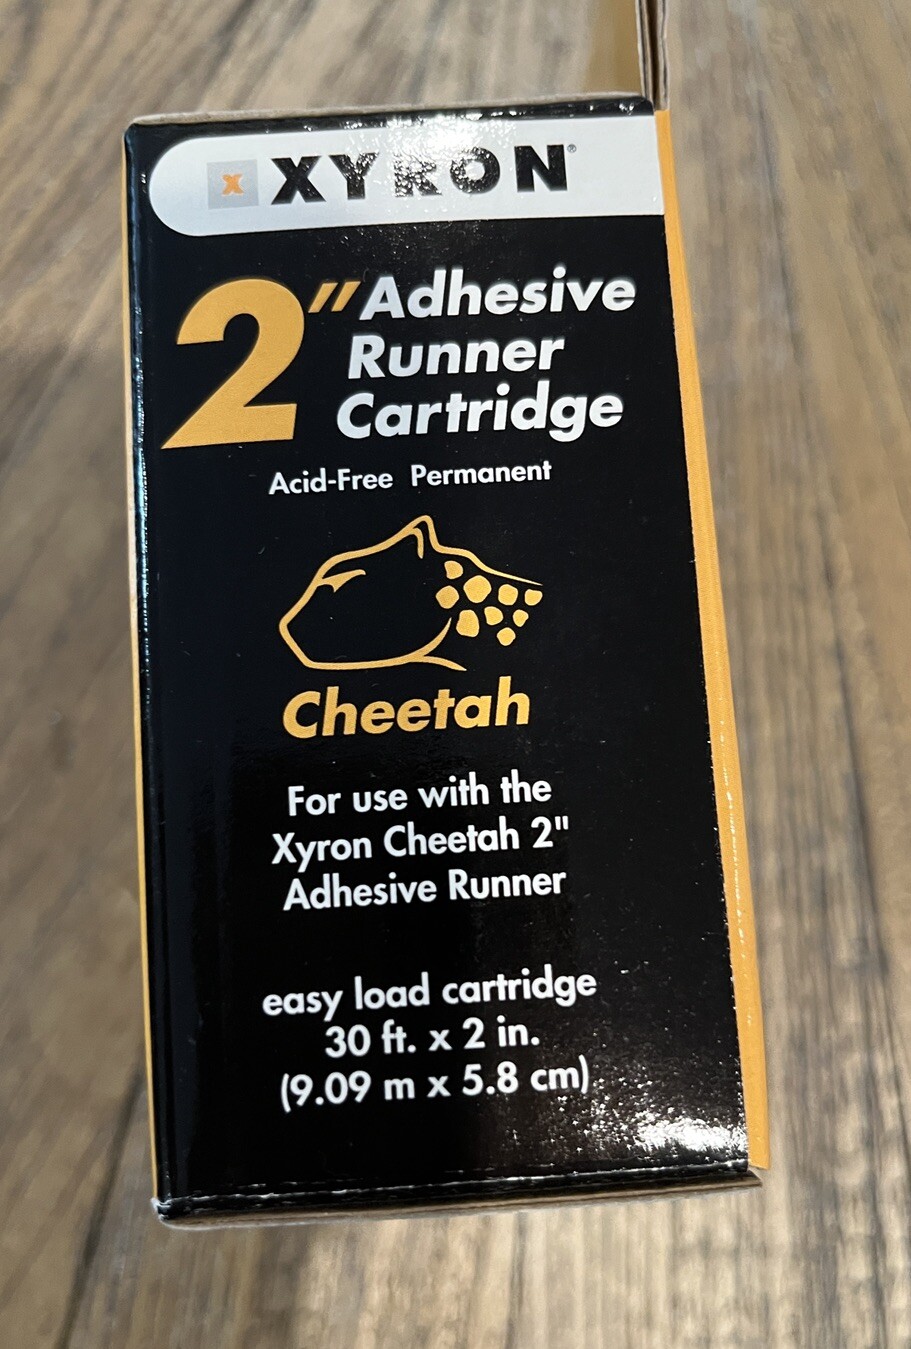 x XYRON®
2" Adhesive
Runner
Cartridge
Acid-Free Permanent
Cheetah
For use with the
Xyron Cheetah 2"
Adhesive Runner
easy load cartridge
30 ft. x 2 in.
(9.09 m x 5.8 cm)